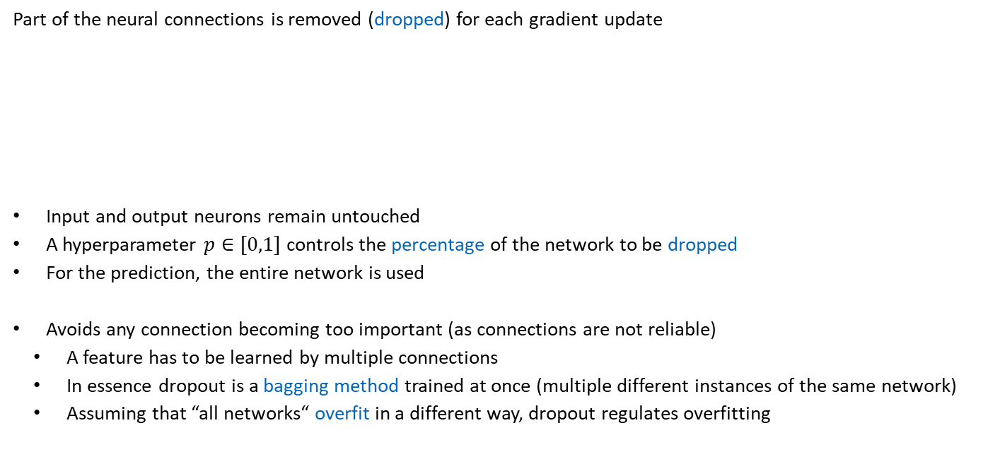 Part of the neural connections is removed (dropped) for each gradient update
• Input and output neurons remain untouched
• A hyperparameter p ∈ [0,1] controls the percentage of the network to be dropped
• For the prediction, the entire network is used
• Avoids any connection becoming too important (as connections are not reliable)
• A feature has to be learned by multiple connections
• In essence dropout is a bagging method trained at once (multiple different instances of the same network)
• Assuming that “all networks“ overfit in a different way, dropout regulates overfitting